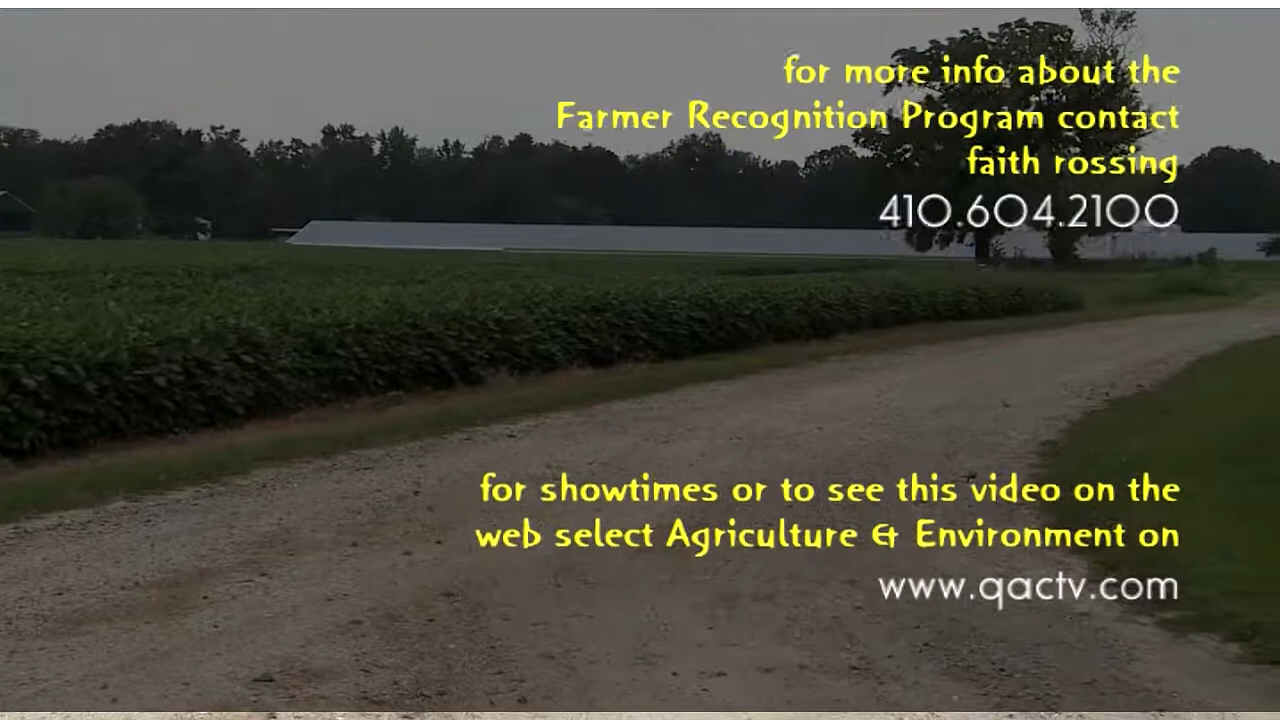 for more info about the
Farmer Recognition Program contact
faith rossing
410.604.2100
for showtimes or to see this video on the
web select Agriculture & Environment on
www.qactv.com